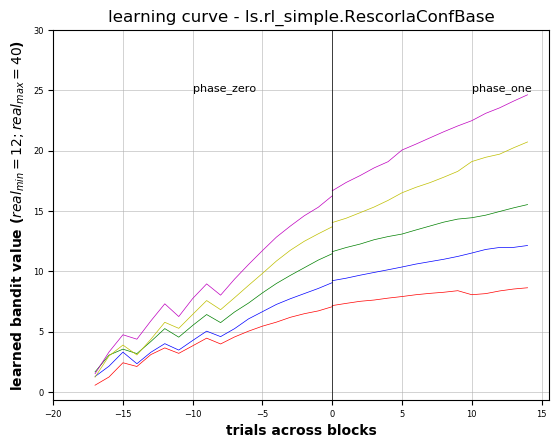 learning curve - ls.rl_simple.RescorlaConfBase
30
25
20
15
10
5
0
learned bandit value (real_min = 12; real_max = 40)
phase_zero
phase_one
−20 −15 −10 −5 0 5 10 15
trials across blocks